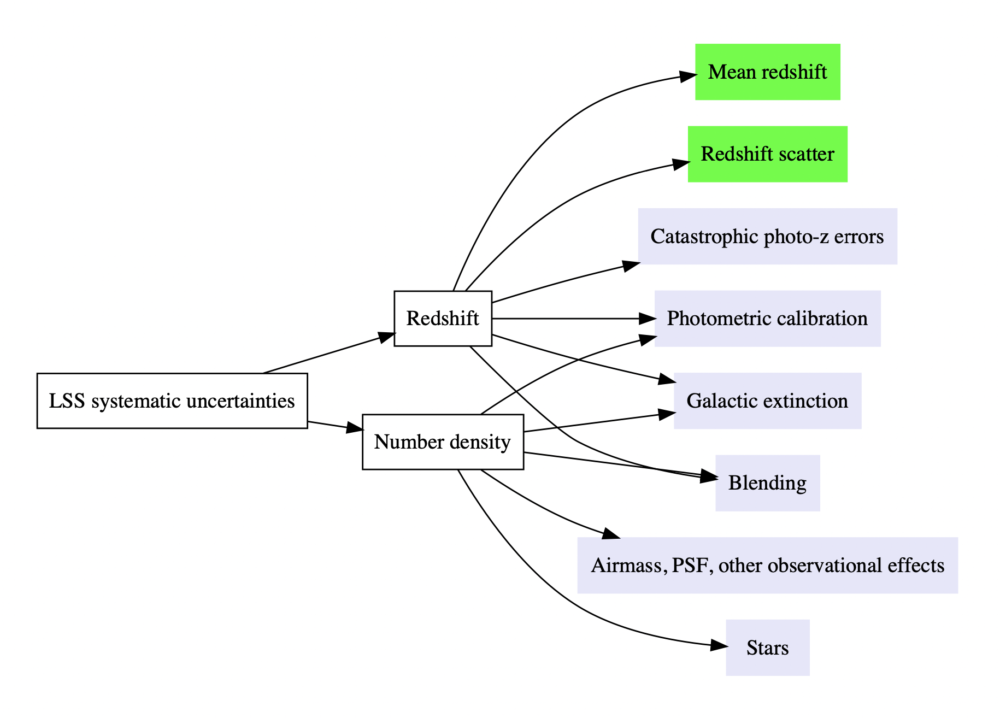 Mean redshift
Redshift scatter
Catastrophic photo-z errors
Redshift
Photometric calibration
LSS systematic uncertainties
Galactic extinction
Number density
Blending
Airmass, PSF, other observational effects
Stars